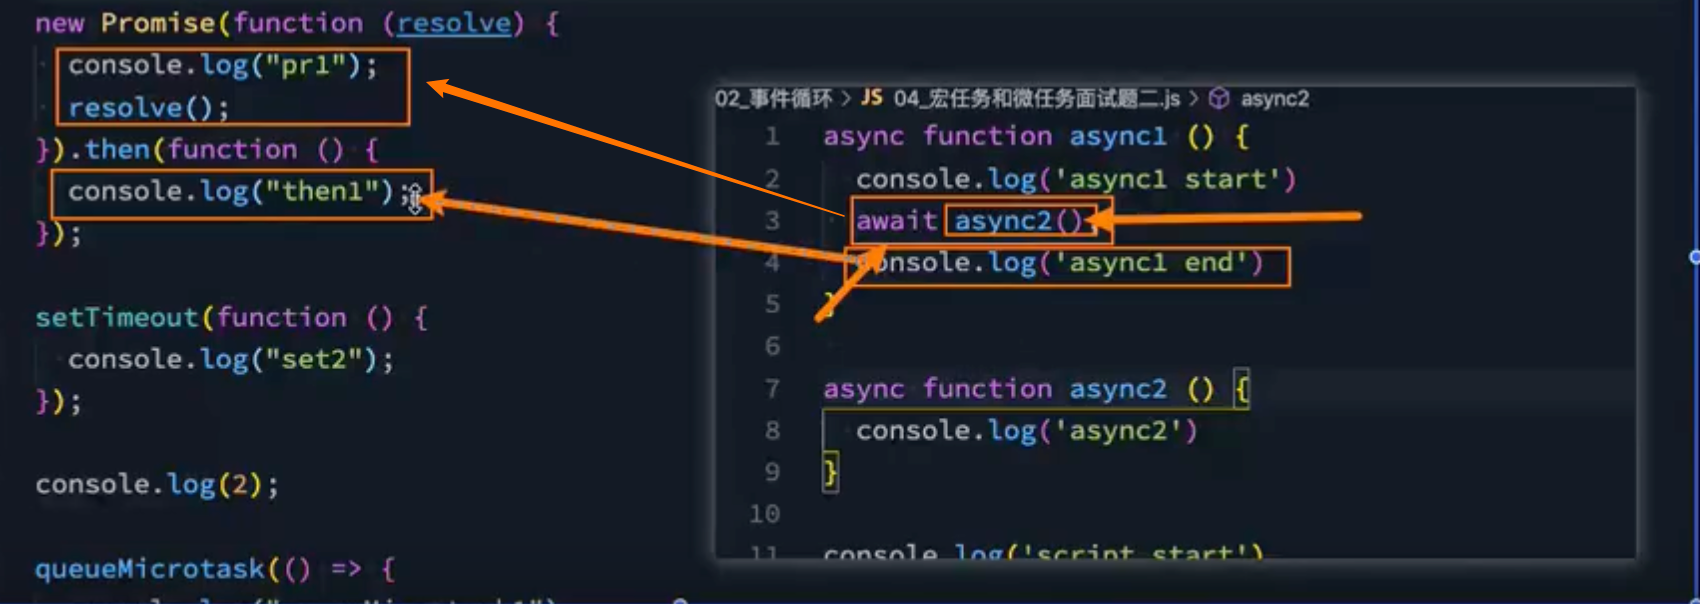 new Promise(function (resolve) {
console.log("pr1");
resolve();
}).then(function () {
console.log("then1");
});
setTimeout(function () {
console.log("set2");
});
console.log(2);
queueMicrotask(() => {
02_事件循环 > JS 04_宏任务和微任务面试题二.js > async2
1 async function async1 () {
2 console.log('async1 start')
3 await async2()
4 console.log('async1 end')
5 }
6
7 async function async2 () {
8 console.log('async2')
9 }
10
11 console.log('script start')